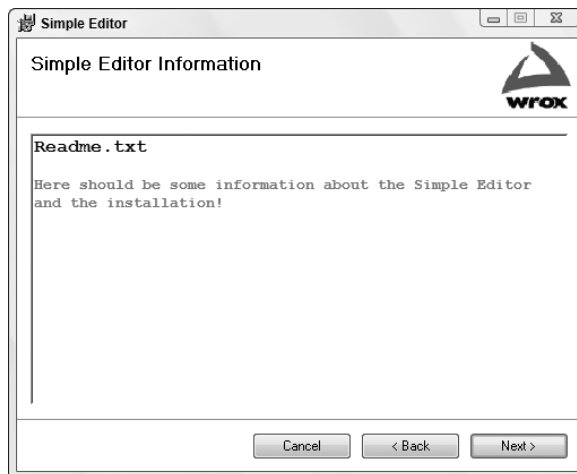 Simple Editor
Simple Editor Information
wrox
Readme.txt
Here should be some information about the Simple Editor
and the installation!
Cancel
< Back
Next >